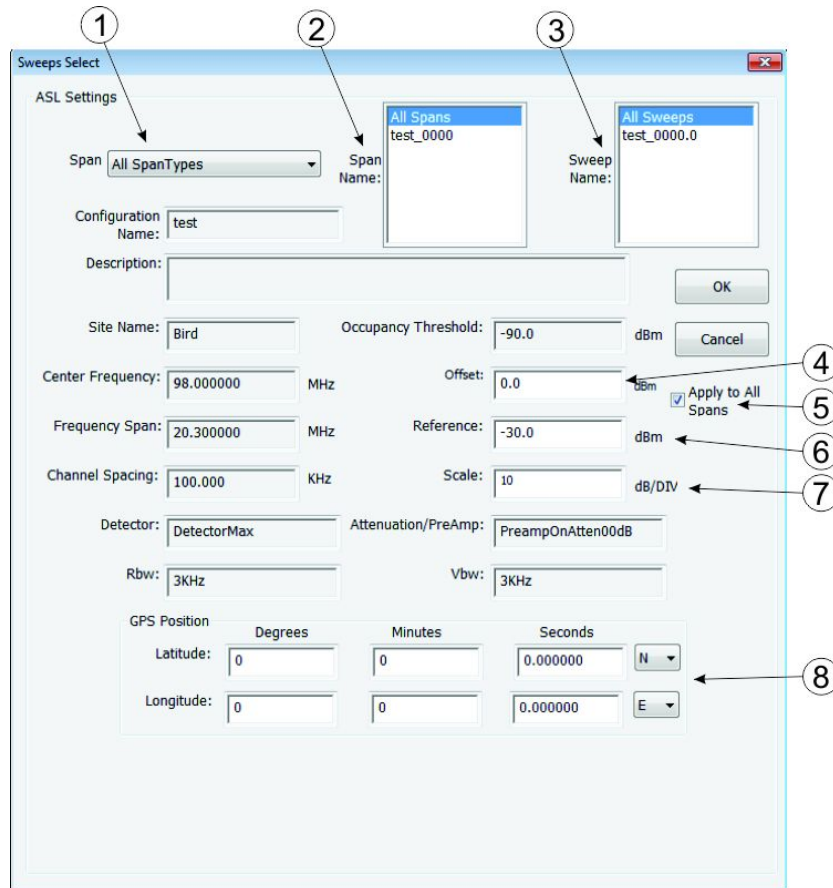 1
2
3
Sweeps Select
ASL Settings
Span
All SpanTypes
Span Name:
All Spans
test_0000
Sweep Name:
All Sweeps
test_0000.0
Configuration Name:
test
Description:
OK
Site Name:
Bird
Occupancy Threshold:
-90.0
dBm
Cancel
Center Frequency:
98.000000
MHz
Offset:
0.0
dBm
4
Apply to All Spans
5
Frequency Span:
20.300000
MHz
Reference:
-30.0
dBm
6
Channel Spacing:
100.000
KHz
Scale:
10
dB/DIV
7
Detector:
DetectorMax
Attenuation/PreAmp:
PreampOnAtten00dB
Rbw:
3KHz
Vbw:
3KHz
GPS Position
Degrees
Minutes
Seconds
Latitude:
0
0
0.000000
N
8
Longitude:
0
0
0.000000
E